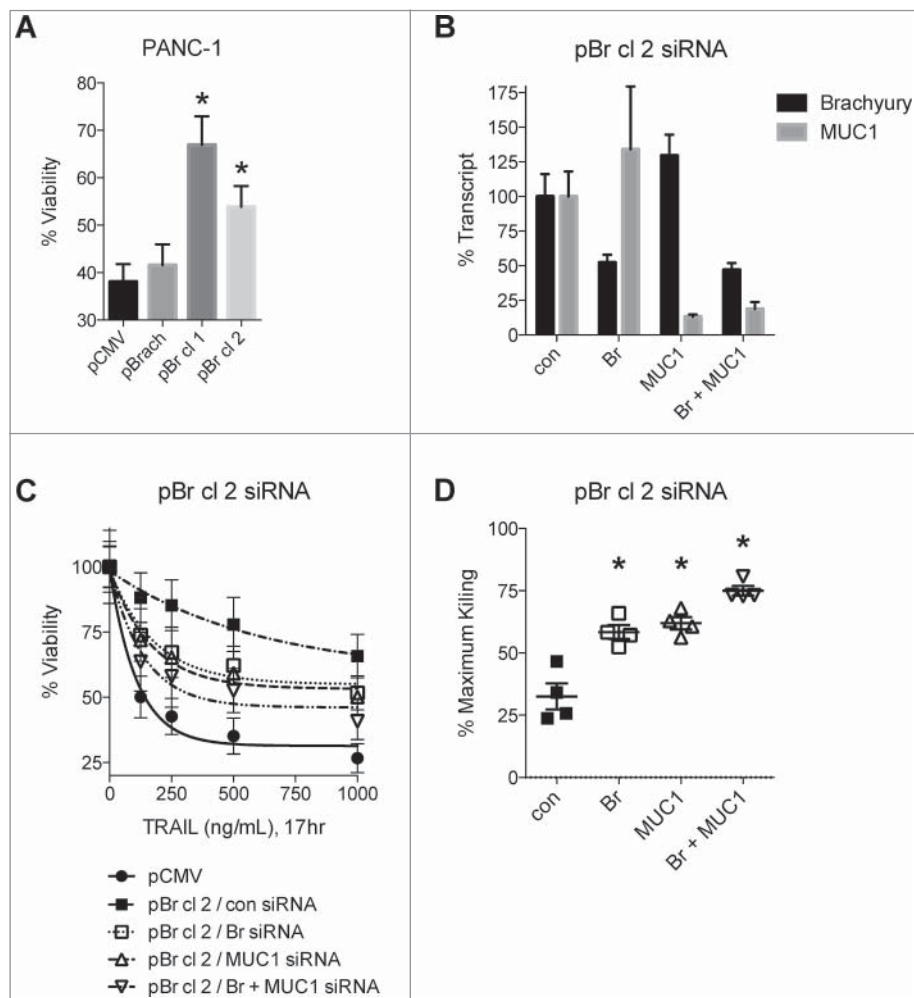 A
PANC-1
% Viability
80
70
60
50
40
30
*
*
pCMV
pBrach
pBr cl 1
pBr cl 2
B
pBr cl 2 siRNA
% Transcript
175
150
125
100
75
50
25
0
con
Br
MUC1
Br + MUC1
Brachyury
MUC1
C
pBr cl 2 siRNA
% Viability
100
75
50
25
0 250 500 750 1000
TRAIL (ng/mL), 17hr
pCMV
pBr cl 2 / con siRNA
pBr cl 2 / Br siRNA
pBr cl 2 / MUC1 siRNA
pBr cl 2 / Br + MUC1 siRNA
D
pBr cl 2 siRNA
% Maximum Kiling
100
75
50
25
0
* * *
con
Br
MUC1
Br + MUC1